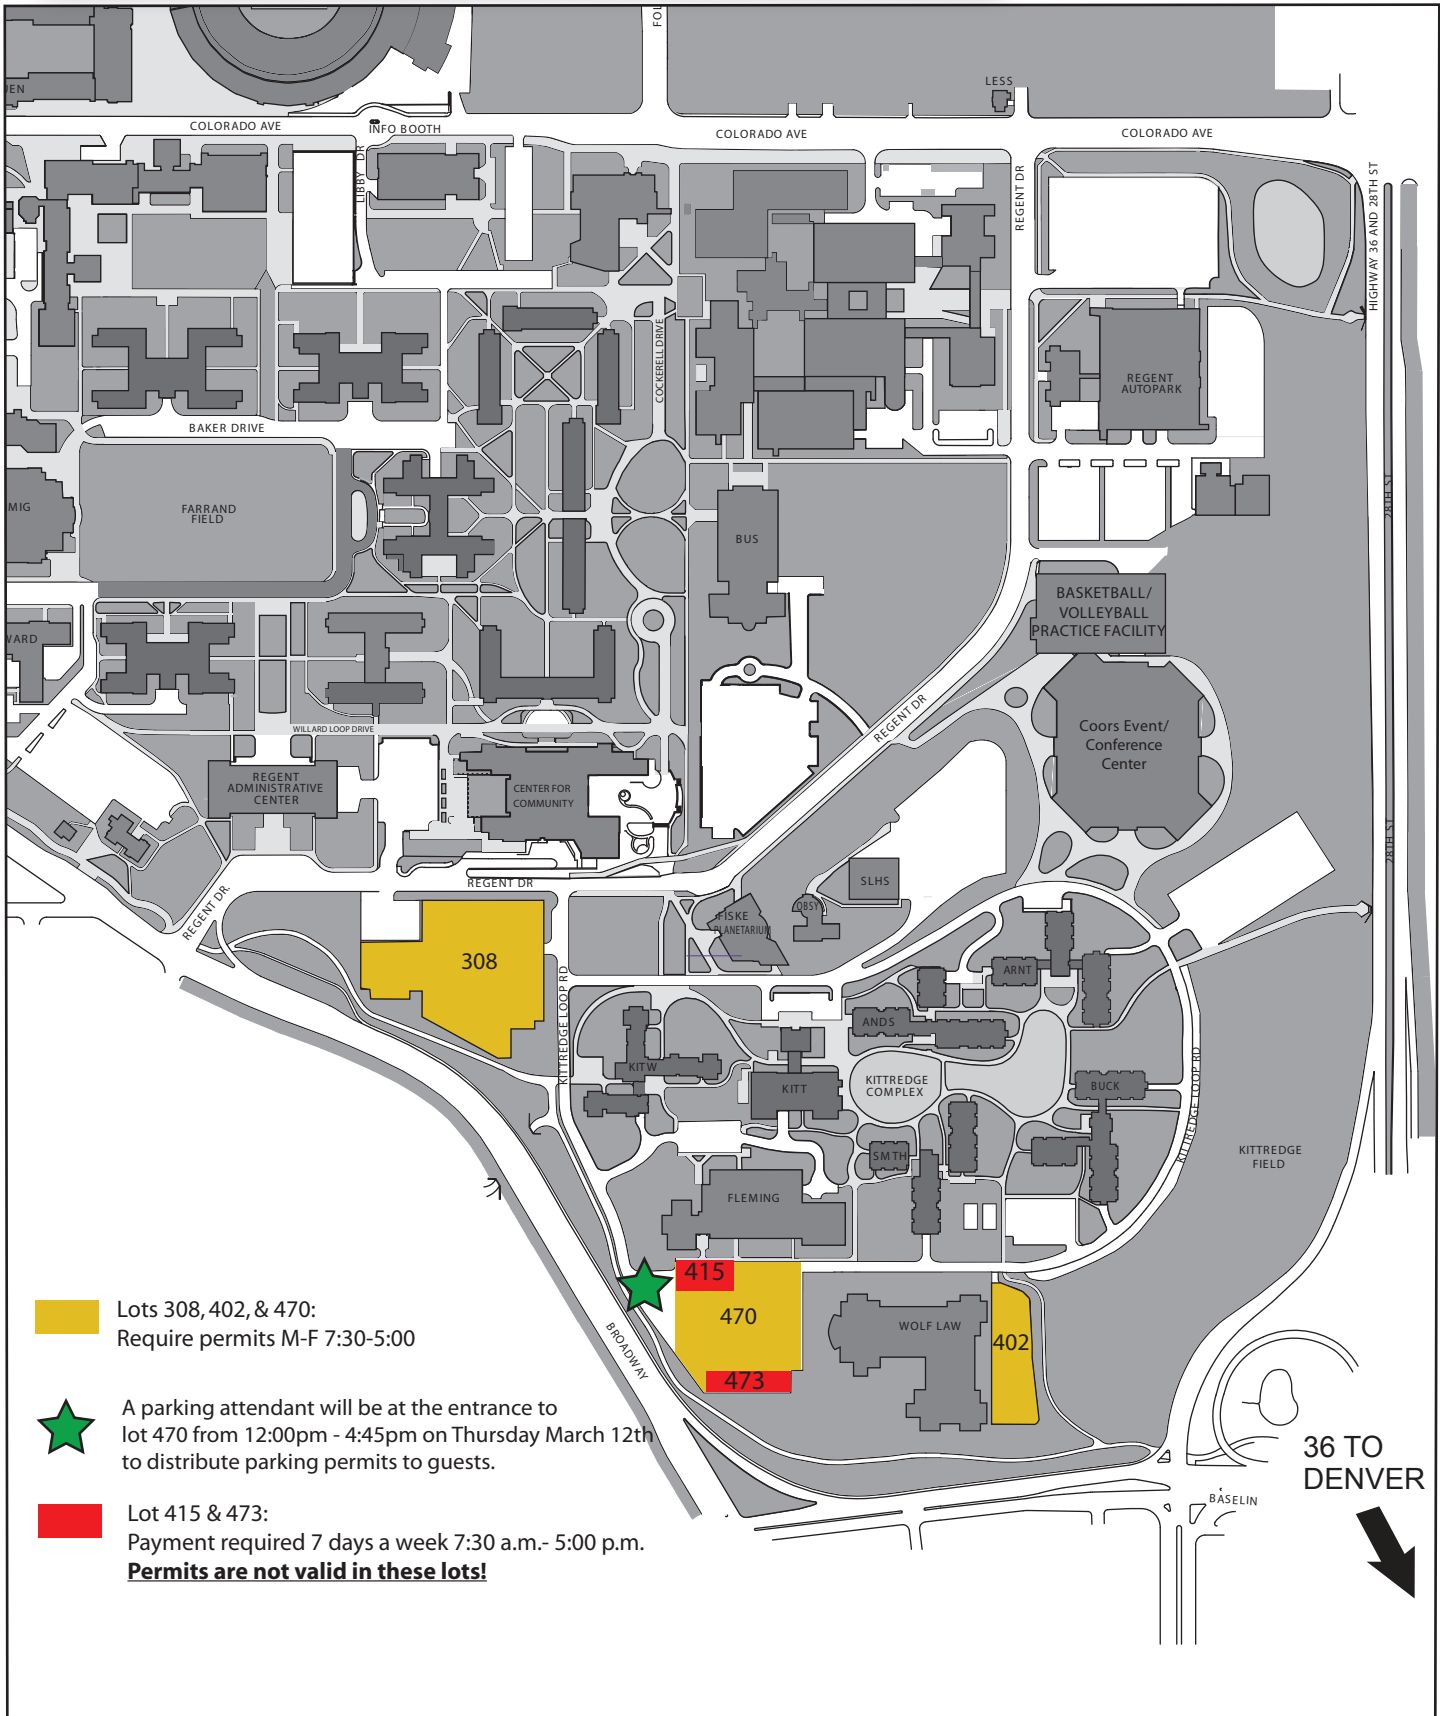 FOL
LESS
UEN
COLORADO AVE
INFO BOOTH
COLORADO AVE
COLORADO AVE
LIBBY DR
REGENT DR
HIGHWAY 36 AND 28TH ST
COCKERELL DRIVE
REGENT
AUTOPARK
BAKER DRIVE
MIG
FARRAND
FIELD
28TH ST
BUS
BASKETBALL/
VOLLEYBALL
PRACTICE FACILITY
WARD
REGENT DR
Coors Event/
Conference
Center
WILLARD LOOP DRIVE
REGENT
ADMINISTRATIVE
CENTER
CENTER FOR
COMMUNITY
28TH ST
REGENT DR
SLHS
REGENT DR.
OBSY
FISKE
PLANETARIUM
308
ARNT
KITTREDGE LOOP RD
ANDS
KITW
KITT
KITTREDGE
COMPLEX
BUCK
KITTREDGE LOOP RD
SMTH
KITTREDGE
FIELD
FLEMING
415
470
WOLF LAW
402
473
BROADWAY
Lots 308, 402, & 470:
Require permits M-F 7:30-5:00
A parking attendant will be at the entrance to
lot 470 from 12:00pm - 4:45pm on Thursday March 12th
to distribute parking permits to guests.
36 TO
DENVER
BASELIN
Lot 415 & 473:
Payment required 7 days a week 7:30 a.m.- 5:00 p.m.
Permits are not valid in these lots!